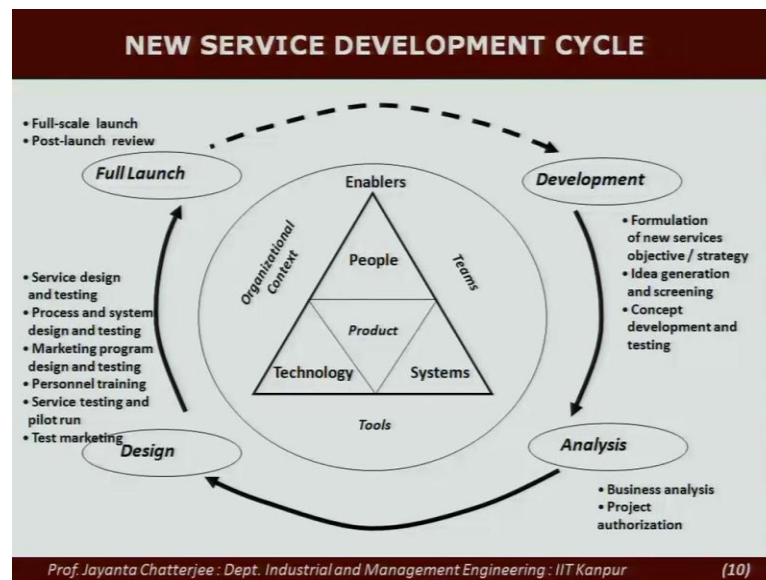 NEW SERVICE DEVELOPMENT CYCLE
• Full-scale launch
• Post-launch review
Full Launch
Development
• Formulation
of new services
objective / strategy
• Idea generation
and screening
• Concept
development and
testing
Enablers
Organizational
Context
Teams
People
Product
Technology
Systems
Tools
• Service design
and testing
• Process and system
design and testing
• Marketing program
design and testing
• Personnel training
• Service testing and
pilot run
• Test marketing
Design
Analysis
• Business analysis
• Project
authorization
Prof. Jayanta Chatterjee : Dept. Industrial and Management Engineering : IIT Kanpur
(10)